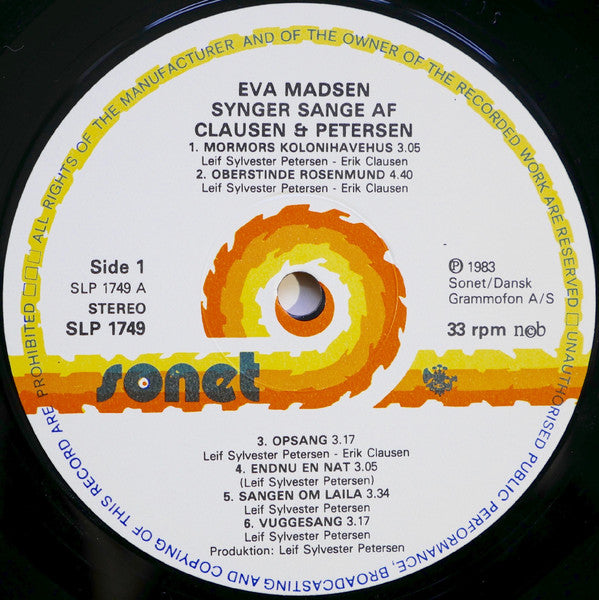 EVA MADSEN
SYNGER SANGE AF
CLAUSEN & PETERSEN
1. MORMORS KOLONIHAVEHUS 3.05
Leif Sylvester Petersen - Erik Clausen
2. OBERSTINDE ROSENMUND 4.40
Leif Sylvester Petersen - Erik Clausen
Side 1
SLP 1749 A
STEREO
SLP 1749
℗ 1983
Sonet/Dansk
Grammofon A/S
33 rpm n©b
sonet
3. OPSANG 3.17
Leif Sylvester Petersen - Erik Clausen
4. ENDNU EN NAT 3.05
(Leif Sylvester Petersen)
5. SANGEN OM LAILA 3.34
Leif Sylvester Petersen
6. VUGGESANG 3.17
Leif Sylvester Petersen
Produktion: Leif Sylvester Petersen
ALL RIGHTS OF THE MANUFACTURER AND OF THE OWNER OF THE RECORDED WORK ARE RESERVED □ UNAUTHORISED PUBLIC PERFORMANCE, BROADCASTING AND COPYING OF THIS RECORD ARE PROHIBITED □□□